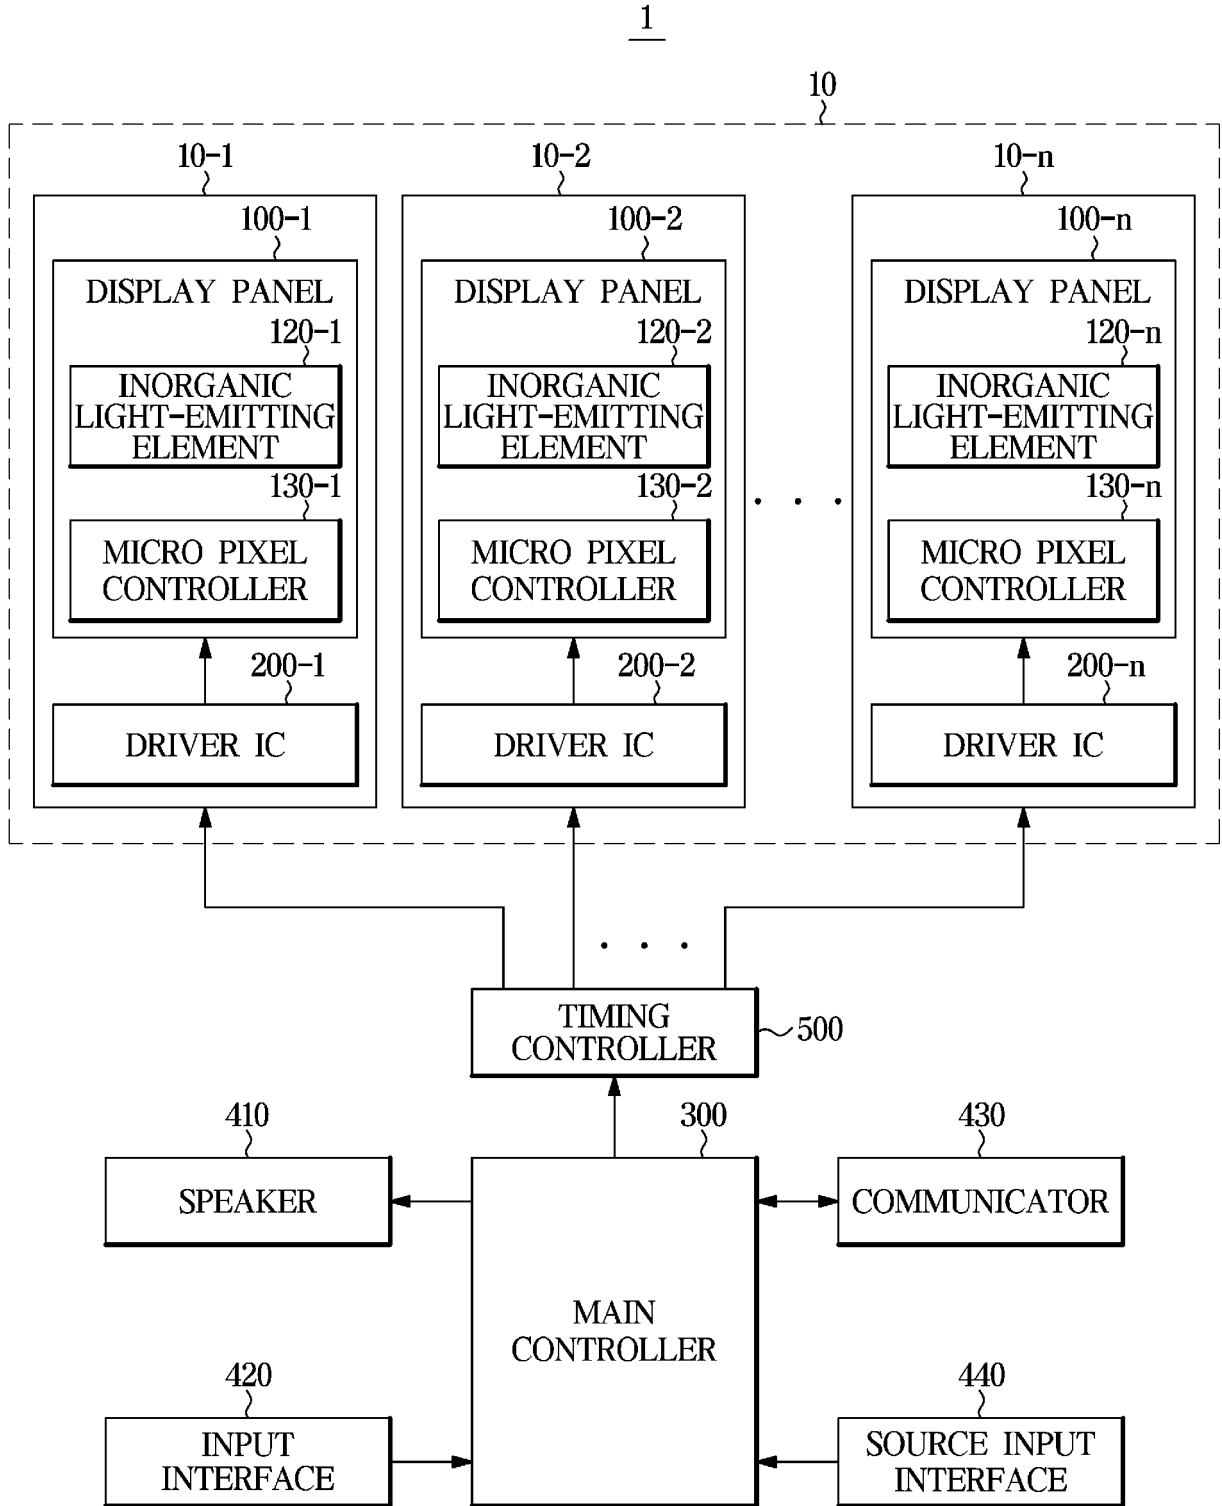 1
10
10-1
10-2
10-n
100-1
100-2
100-n
DISPLAY PANEL
DISPLAY PANEL
DISPLAY PANEL
120-1
120-2
120-n
INORGANIC
LIGHT-EMITTING
ELEMENT
INORGANIC
LIGHT-EMITTING
ELEMENT
INORGANIC
LIGHT-EMITTING
ELEMENT
130-1
130-2
130-n
MICRO PIXEL
CONTROLLER
MICRO PIXEL
CONTROLLER
MICRO PIXEL
CONTROLLER
. . .
200-1
200-2
200-n
DRIVER IC
DRIVER IC
DRIVER IC
. . .
TIMING
CONTROLLER
500
410
300
430
SPEAKER
COMMUNICATOR
MAIN
CONTROLLER
420
440
INPUT
INTERFACE
SOURCE INPUT
INTERFACE